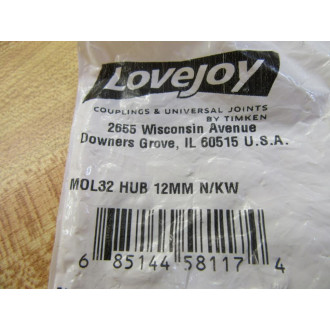 Lovejoy
COUPLINGS & UNIVERSAL JOINTS
BY TIMKEN
2655 Wisconsin Avenue
Downers Grove, IL 60515 U.S.A.
MOL32 HUB 12MM N/KW
6 85144 58117 4